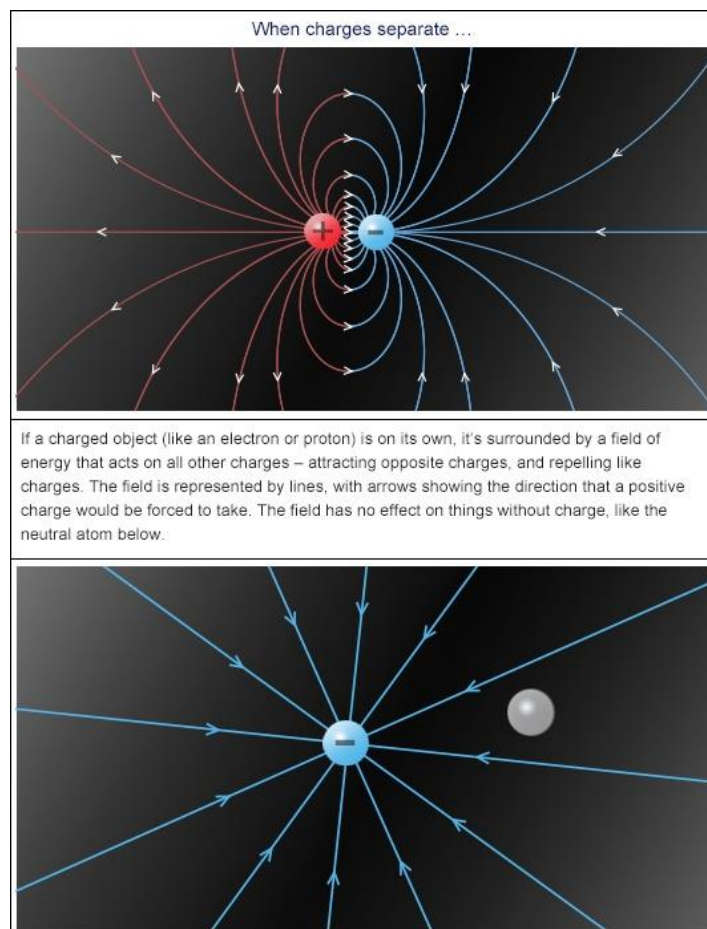 When charges separate ...
+
-
If a charged object (like an electron or proton) is on its own, it's surrounded by a field of
energy that acts on all other charges – attracting opposite charges, and repelling like
charges. The field is represented by lines, with arrows showing the direction that a positive
charge would be forced to take. The field has no effect on things without charge, like the
neutral atom below.
-